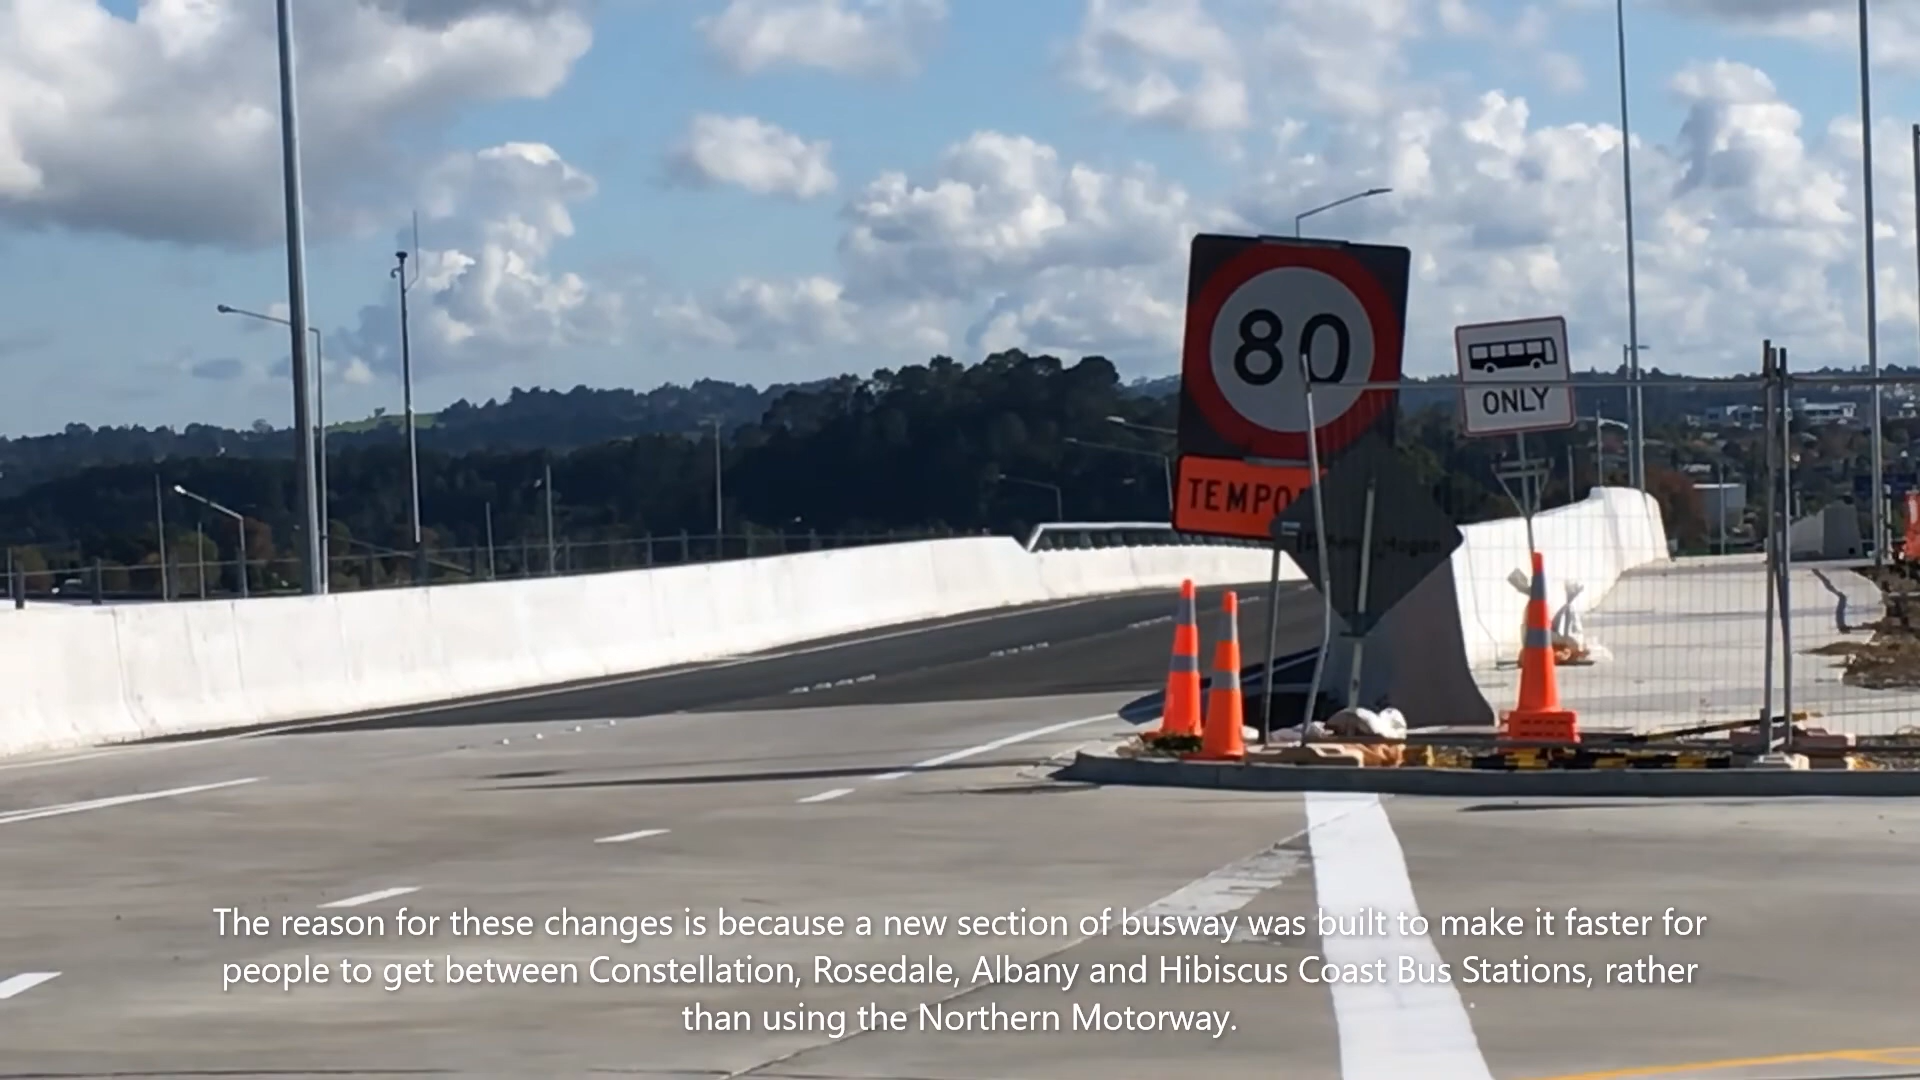 80
ONLY
TEMPO
The reason for these changes is because a new section of busway was built to make it faster for
people to get between Constellation, Rosedale, Albany and Hibiscus Coast Bus Stations, rather
than using the Northern Motorway.